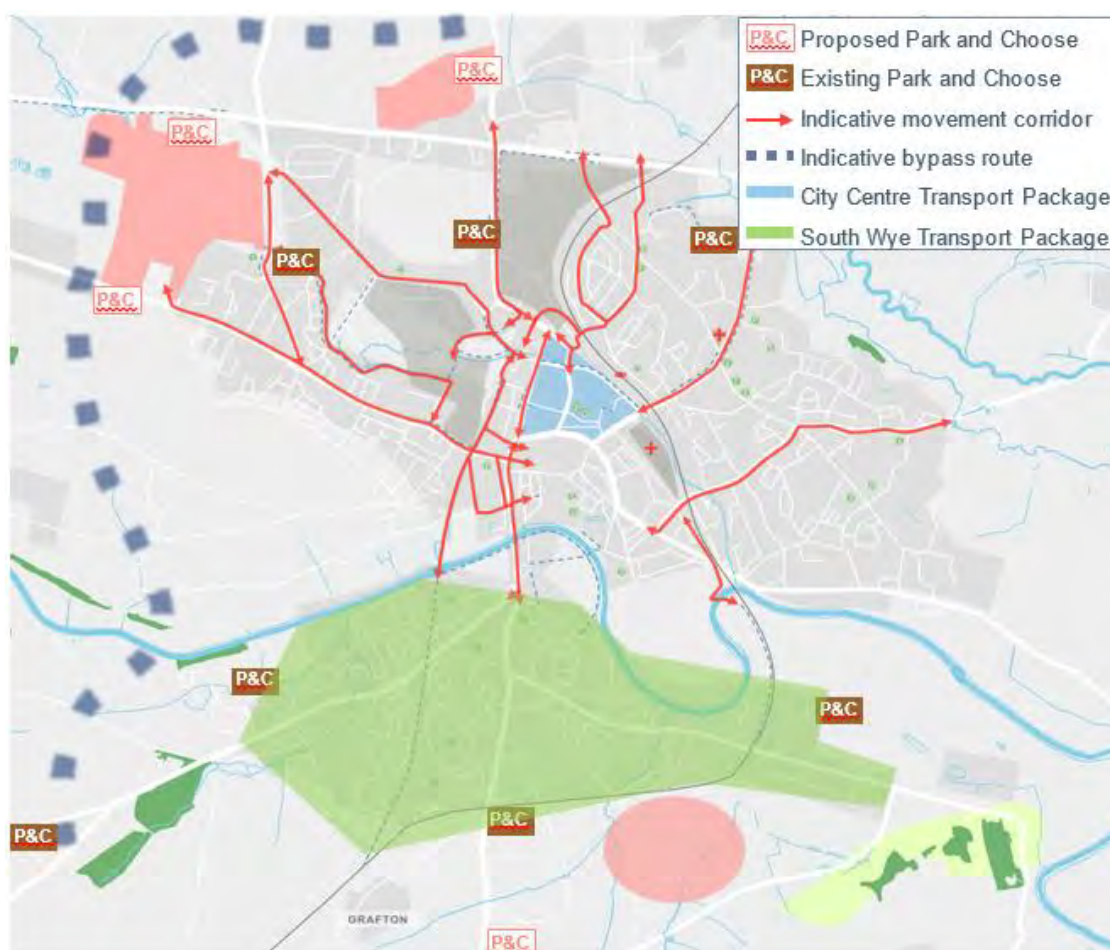 P&C Proposed Park and Choose
P&C Existing Park and Choose
Indicative movement corridor
Indicative bypass route
City Centre Transport Package
South Wye Transport Package
P&C
P&C
P&C
P&C
P&C
P&C
P&C
P&C
P&C
P&C
P&C
GRAFTON
P&C